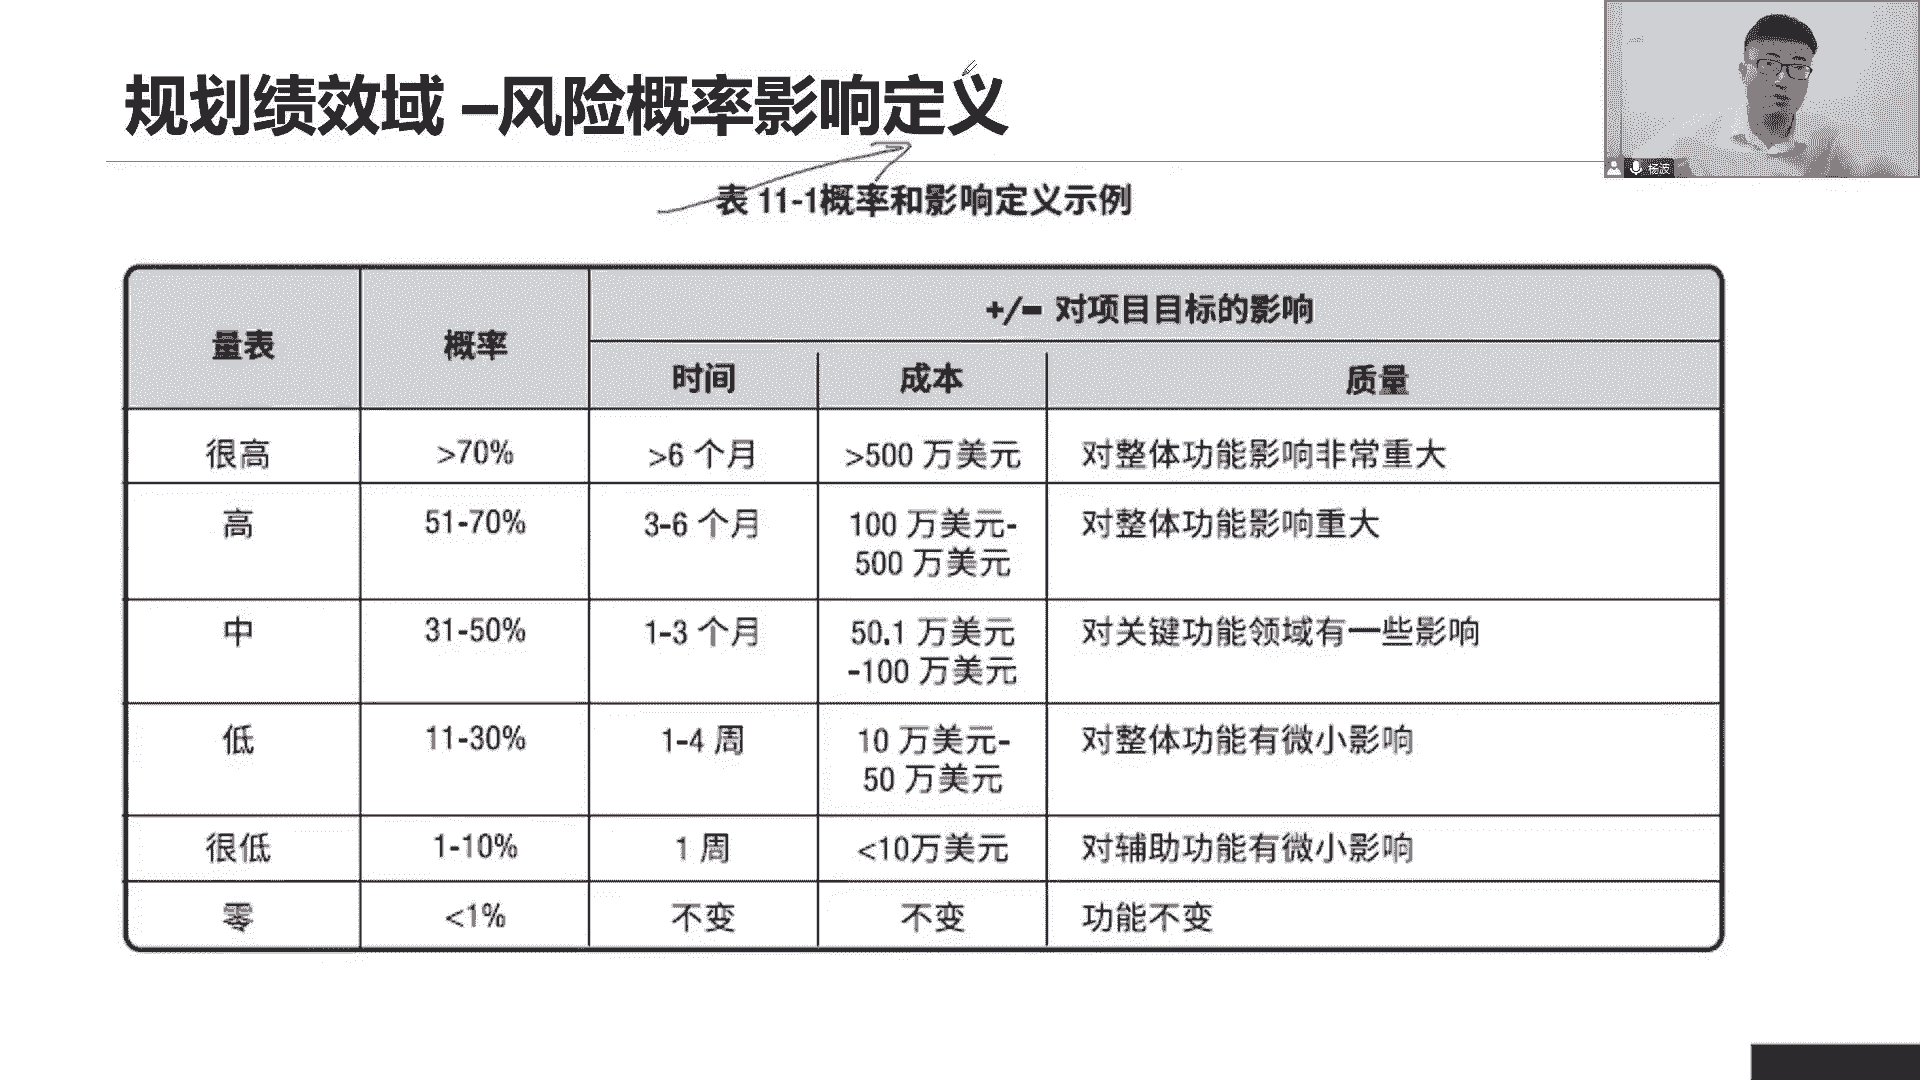 规划绩效域 –风险概率影响定义
杨波
表 11-1概率和影响定义示例
量表 概率 +/- 对项目目标的影响
时间 成本 质量
很高 >70% >6 个月 >500 万美元 对整体功能影响非常重大
高 51-70% 3-6 个月 100 万美元- 对整体功能影响重大
500 万美元
中 31-50% 1-3 个月 50.1 万美元 对关键功能领域有一些影响
-100 万美元
低 11-30% 1-4 周 10 万美元- 对整体功能有微小影响
50 万美元
很低 1-10% 1 周 <10万美元 对辅助功能有微小影响
零 <1% 不变 不变 功能不变